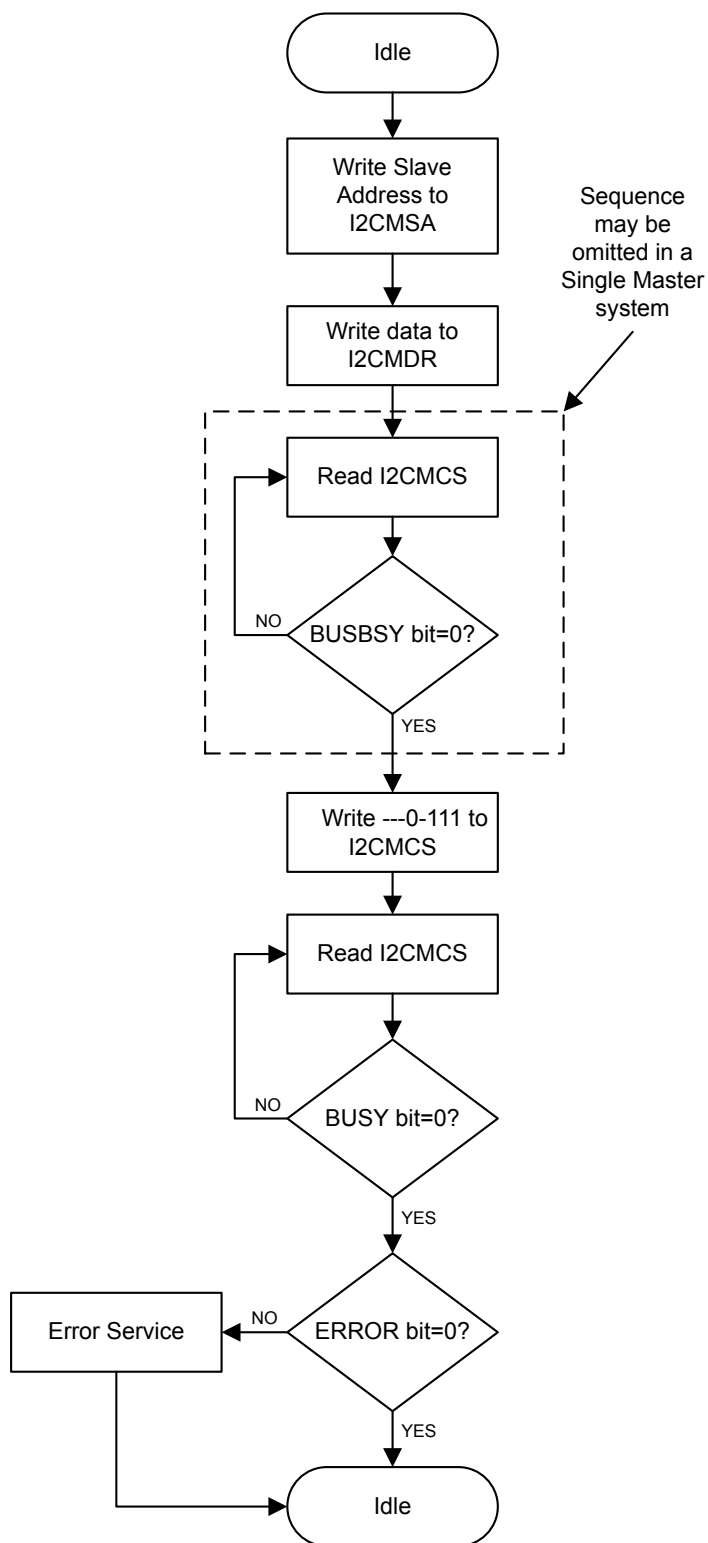 Idle
Write Slave
Address to
I2CMSA
Sequence
may be
omitted in a
Single Master
system
Write data to
I2CMDR
Read I2CMCS
NO
BUSBSY bit=0?
YES
Write ---0-111 to
I2CMCS
Read I2CMCS
NO
BUSY bit=0?
YES
Error Service
NO
ERROR bit=0?
YES
Idle